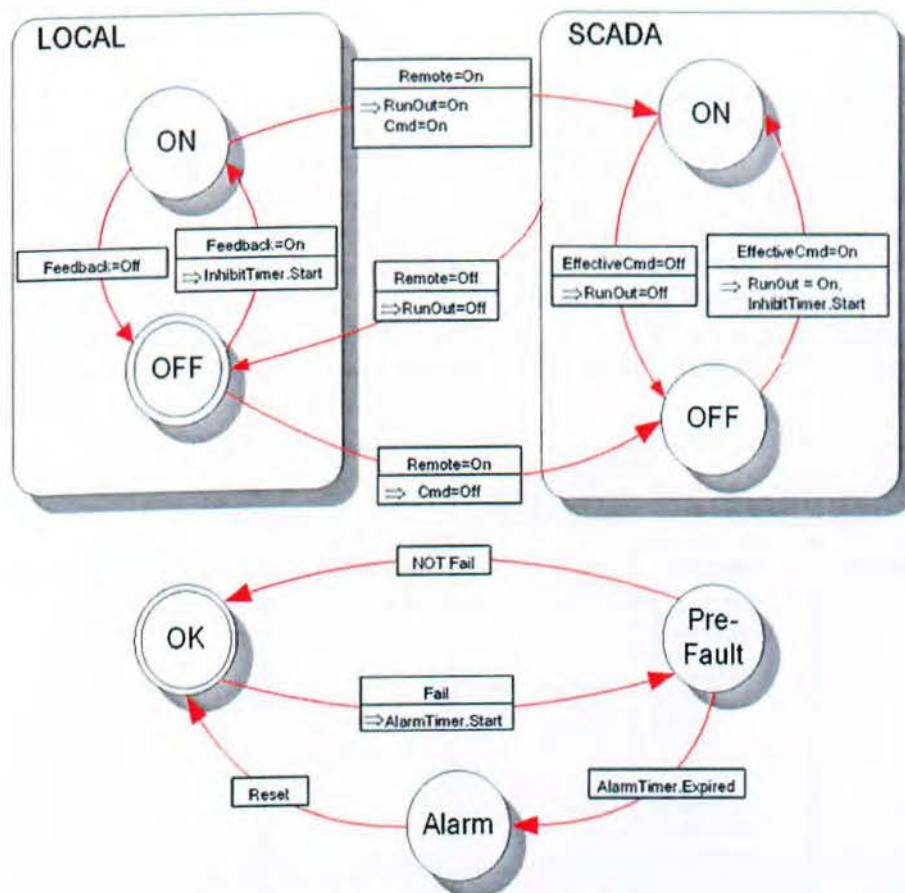 LOCAL
SCADA
Remote=On
⇒ RunOut=On
Cmd=On
ON
ON
Feedback=Off
Feedback=On
⇒ InhibitTimer.Start
Remote=Off
⇒ RunOut=Off
EffectiveCmd=Off
⇒ RunOut=Off
EffectiveCmd=On
⇒ RunOut = On,
InhibitTimer.Start
OFF
OFF
Remote=On
⇒ Cmd=Off
NOT Fail
OK
Pre-
Fault
Fail
⇒ AlarmTimer.Start
Reset
AlarmTimer.Expired
Alarm